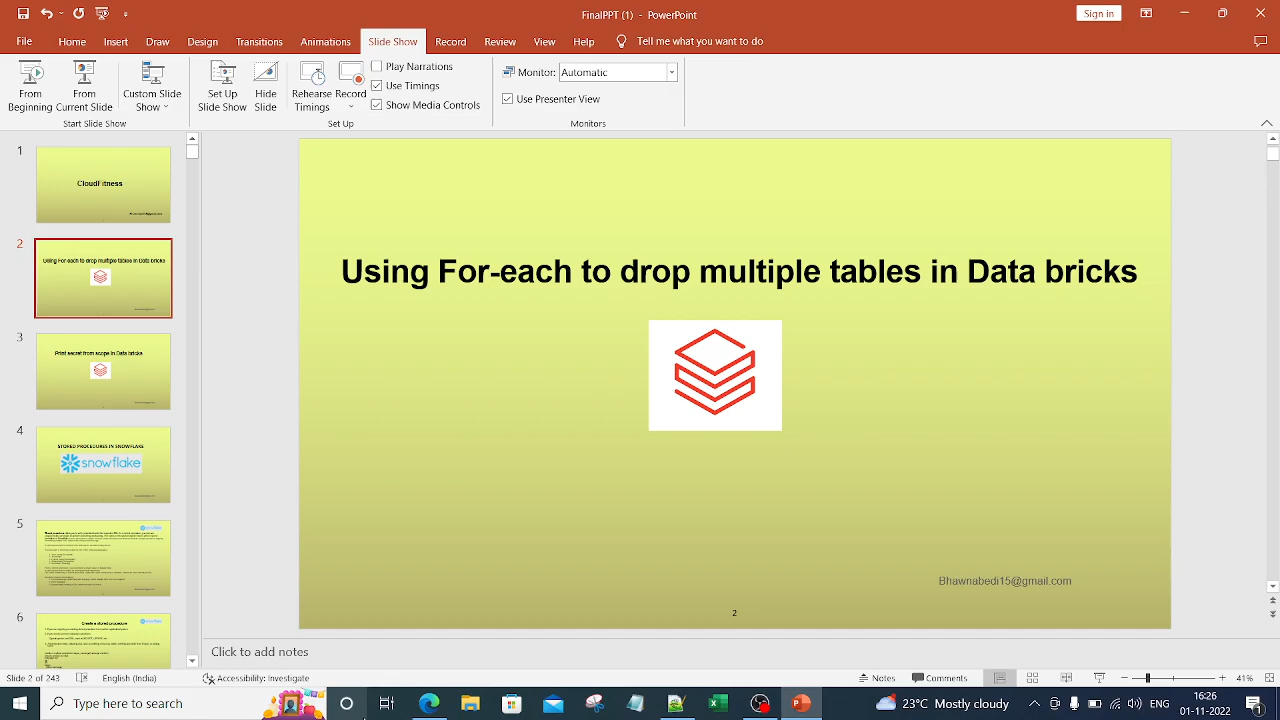 FinalPPT (1) - PowerPoint
Sign in
File
Home
Insert
Draw
Design
Transitions
Animations
Slide Show
Record
Review
View
Help
Tell me what you want to do
From Beginning
From Current Slide
Custom Slide Show
Start Slide Show
Set Up Slide Show
Hide Slide
Rehearse Timings
Record
Play Narrations
Use Timings
Show Media Controls
Set Up
Monitor: Automatic
Use Presenter View
Monitors
1
CloudFitness
2
Using For-each to drop multiple tables in Data bricks
3
Print secret from scope in Data bricks
4
STORED PROCEDURES IN SNOWFLAKE
snowflake
5
snowflake
6
Create a stored procedure
snowflake
Using For-each to drop multiple tables in Data bricks
Bhawnabedi15@gmail.com
2
Click to add notes
Slide 2 of 243
English (India)
Accessibility: Investigate
Notes
Comments
41%
Type here to search
23°C Mostly cloudy
ENG
16:26
01-11-2022